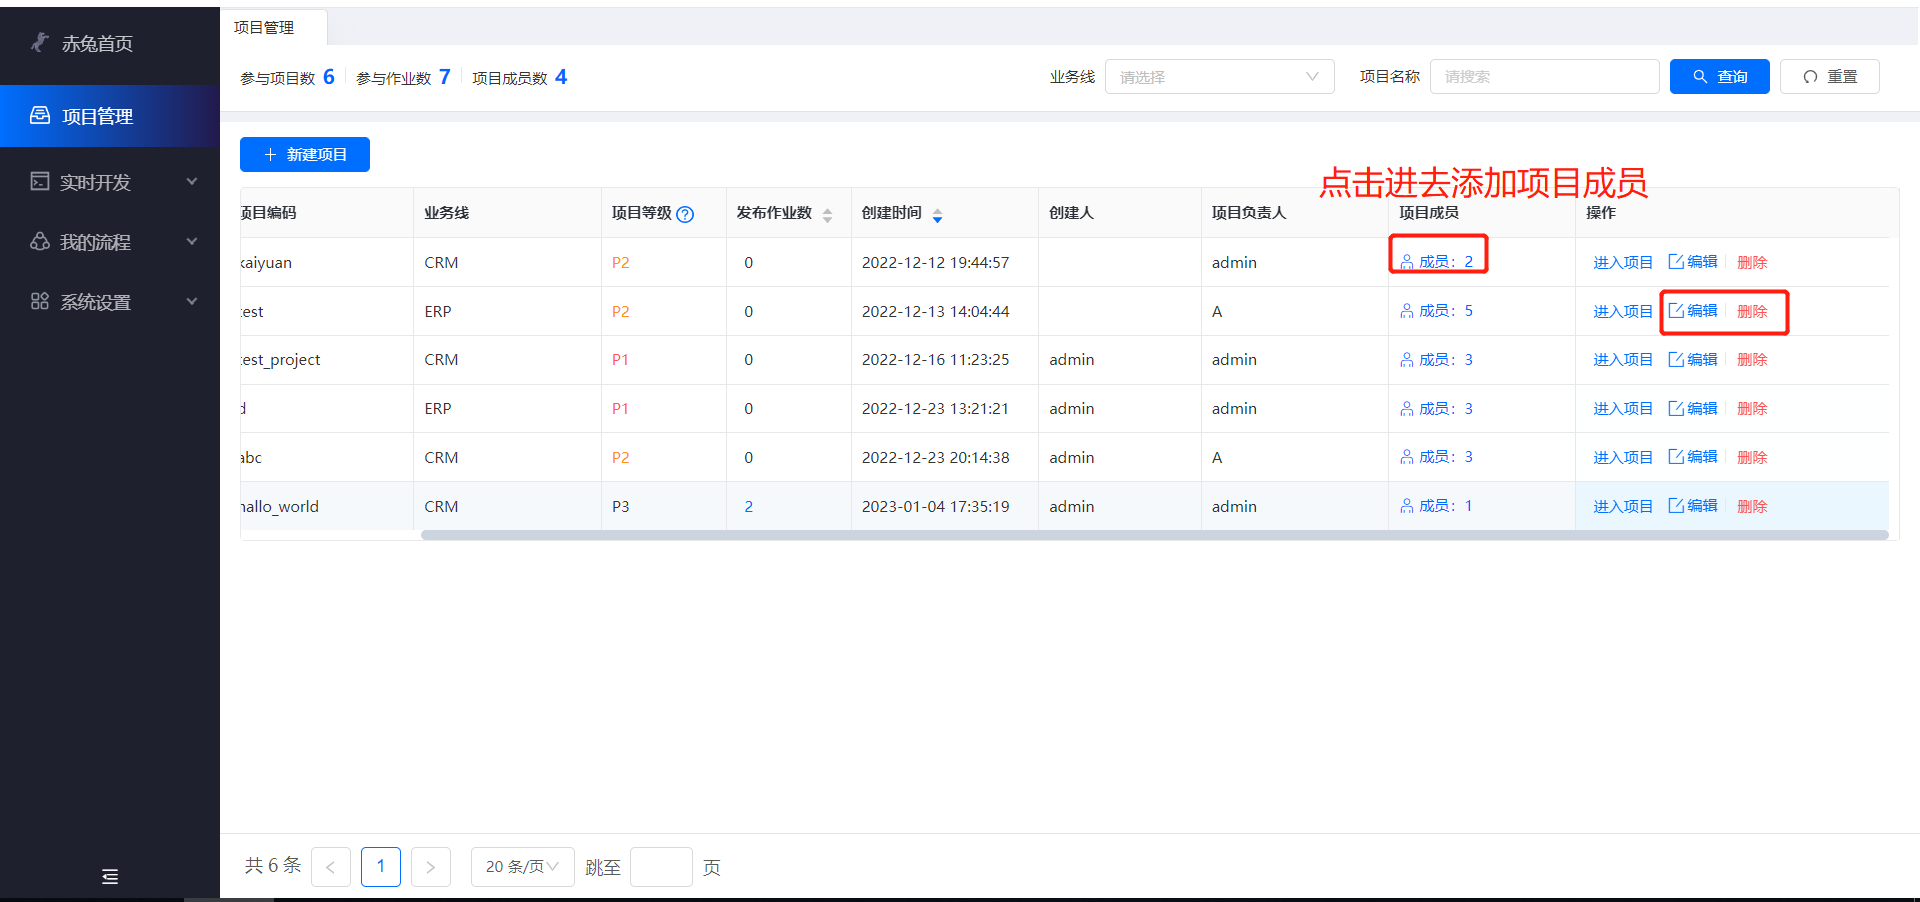 赤兔首页
项目管理
实时开发
我的流程
系统设置
项目管理
参与项目数 6 参与作业数 7 项目成员数 4
业务线 请选择 项目名称 请搜索 查询 重置
新建项目
点击进去添加项目成员
项目编码 业务线 项目等级 发布作业数 创建时间 创建人 项目负责人 项目成员 操作
kaiyuan CRM P2 0 2022-12-12 19:44:57 admin 成员：2 进入项目 编辑 删除
test ERP P2 0 2022-12-13 14:04:44 A 成员：5 进入项目 编辑 删除
test_project CRM P1 0 2022-12-16 11:23:25 admin admin 成员：3 进入项目 编辑 删除
d ERP P1 0 2022-12-23 13:21:21 admin admin 成员：3 进入项目 编辑 删除
abc CRM P2 0 2022-12-23 20:14:38 admin A 成员：3 进入项目 编辑 删除
hallo_world CRM P3 2 2023-01-04 17:35:19 admin admin 成员：1 进入项目 编辑 删除
共 6 条 < 1 > 20 条/页 跳至 页